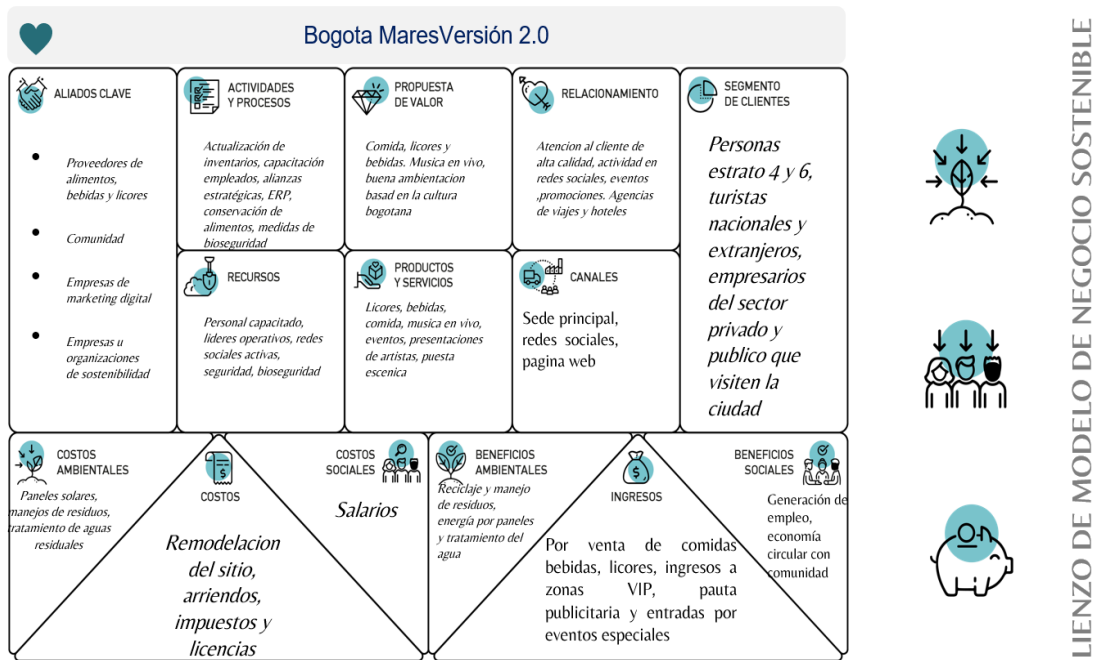 Bogota MaresVersión 2.0
ALIADOS CLAVE
Proveedores de
alimentos,
bebidas y licores
Comunidad
Empresas de
marketing digital
Empresas u
organizaciones
de sostenibilidad
ACTIVIDADES
Y PROCESOS
Actualización de
inventarios, capacitación
empleados, alianzas
estratégicas, ERP,
conservación de
alimentos, medidas de
bioseguridad
RECURSOS
Personal capacitado,
lideres operativos, redes
sociales activas,
seguridad, bioseguridad
PROPUESTA
DE VALOR
Comida, licores y
bebidas. Musica en vivo,
buena ambientacion
basad en la cultura
bogotana
PRODUCTOS
Y SERVICIOS
Licores, bebidas,
comida, musica en vivo,
eventos, presentaciones
de artistas, puesta
escenica
RELACIONAMIENTO
Atencion al cliente de
alta calidad, actividad en
redes sociales, eventos
,promociones. Agencias
de viajes y hoteles
CANALES
Sede principal,
redes sociales,
pagina web
SEGMENTO
DE CLIENTES
Personas
estrato 4 y 6,
turistas
nacionales y
extranjeros,
empresarios
del sector
privado y
publico que
visiten la
ciudad
COSTOS
AMBIENTALES
Paneles solares,
manejos de residuos,
tratamiento de aguas
residuales
COSTOS
Remodelacion
del sitio,
arriendos,
impuestos y
licencias
COSTOS
SOCIALES
Salarios
BENEFICIOS
AMBIENTALES
Reciclaje y manejo
de residuos,
energía por paneles
y tratamiento del
agua
INGRESOS
Por venta de comidas
bebidas, licores, ingresos a
zonas VIP, pauta
publicitaria y entradas por
eventos especiales
BENEFICIOS
SOCIALES
Generación de
empleo,
economía
circular con
comunidad
LIENZO DE MODELO DE NEGOCIO SOSTENIBLE